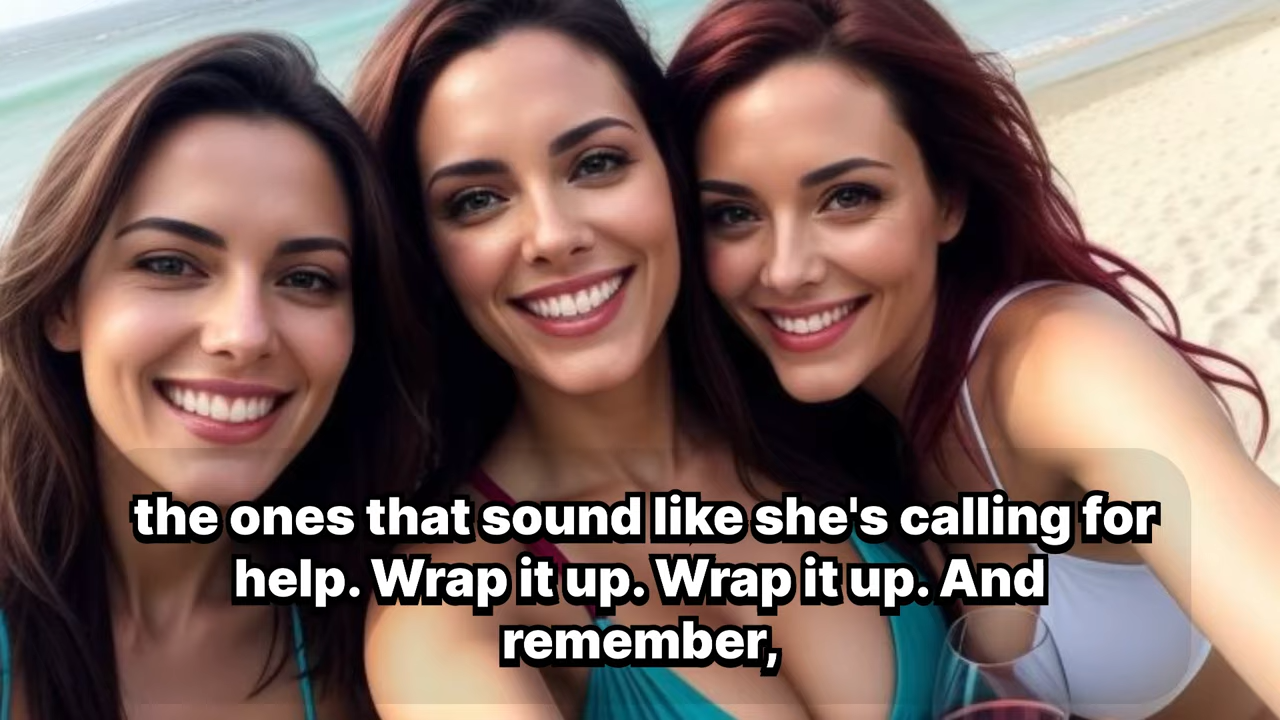 the ones that sound like she's calling for
help. Wrap it up. Wrap it up. And
remember,